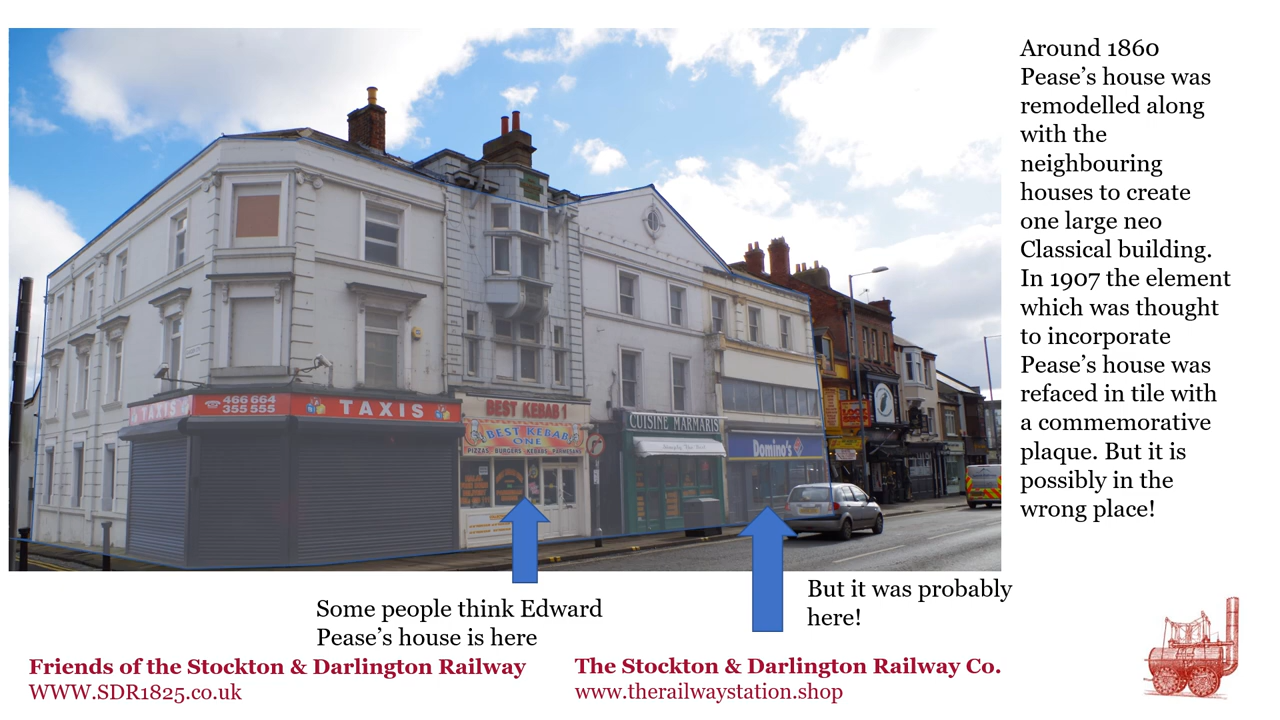 Around 1860
Pease’s house was
remodelled along
with the
neighbouring
houses to create
one large neo
Classical building.
In 1907 the element
which was thought
to incorporate
Pease’s house was
refaced in tile with
a commemorative
plaque. But it is
possibly in the
wrong place!
TAXIS
466 664
355 555
TAXIS
BEST KEBAB 1
BEST KEBAB
ONE
PIZZAS, BURGERS, KEBABS, PARMESANS
CUISINE MARMARIS
Domino's
Some people think Edward
Pease’s house is here
But it was probably
here!
Friends of the Stockton & Darlington Railway
WWW.SDR1825.co.uk
The Stockton & Darlington Railway Co.
www.therailwaystation.shop